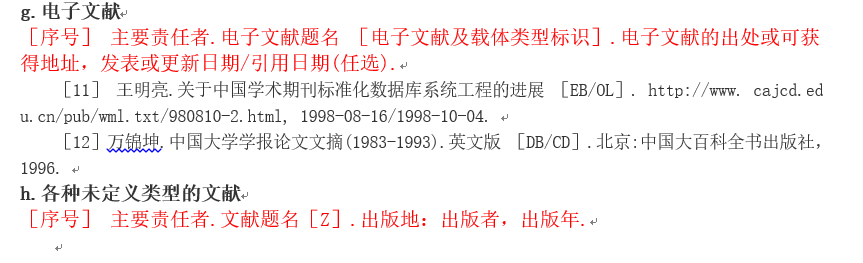 g.电子文献
［序号］ 主要责任者.电子文献题名 ［电子文献及载体类型标识］.电子文献的出处或可获
得地址，发表或更新日期/引用日期(任选).
［11］ 王明亮.关于中国学术期刊标准化数据库系统工程的进展 ［EB/OL］. http://www. cajcd.ed
u.cn/pub/wml.txt/980810-2.html, 1998-08-16/1998-10-04.
［12］万锦坤.中国大学学报论文文摘(1983-1993).英文版 ［DB/CD］.北京:中国大百科全书出版社，
1996.
h.各种未定义类型的文献
［序号］ 主要责任者.文献题名［Z］.出版地：出版者，出版年.